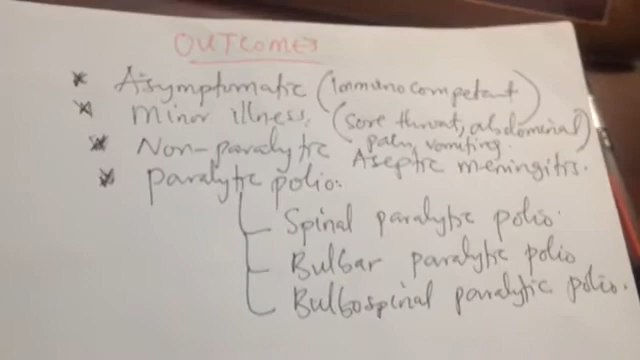 OUTCOMES
* Asymptomatic (immunocompetent)
* Minor illness. (Sore throat, abdominal pain, vomiting.)
* Non-paralytic Aseptic meningitis.
* Paralytic polio.
Spinal paralytic polio.
Bulbar paralytic polio
Bulbospinal paralytic polio.